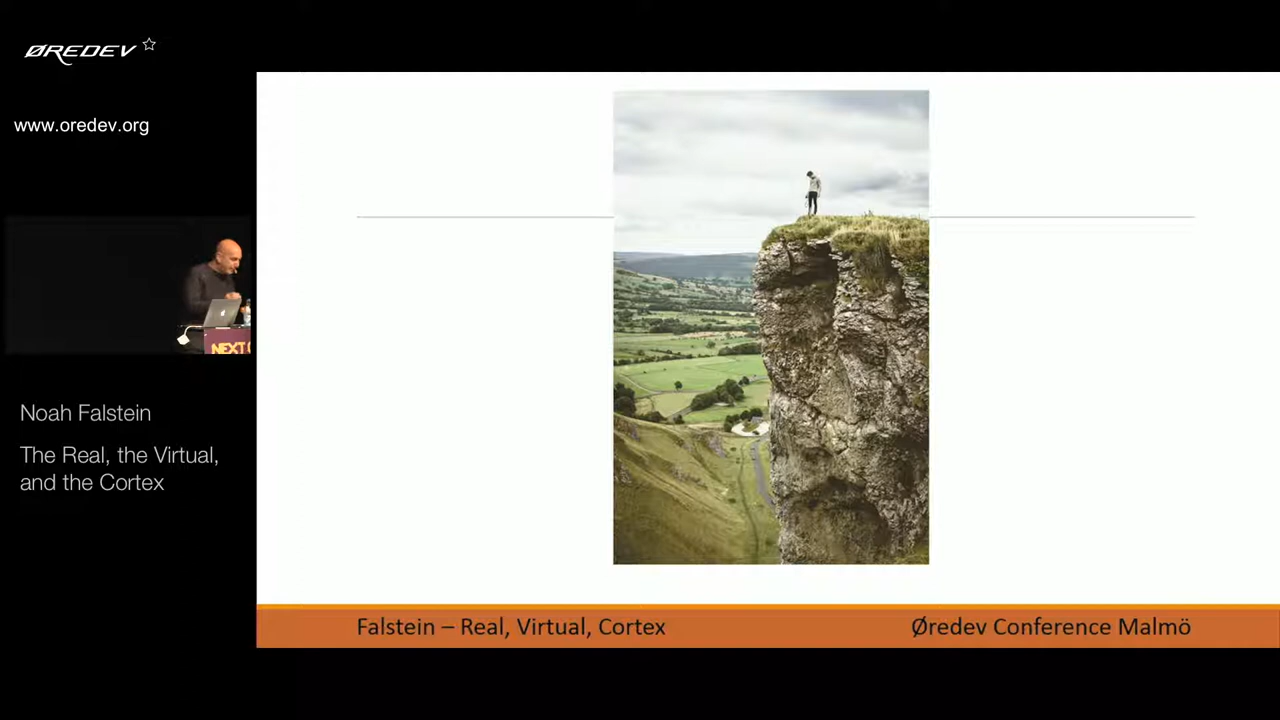 ØREDEV
www.oredev.org
NEXT
Noah Falstein
The Real, the Virtual,
and the Cortex
Falstein – Real, Virtual, Cortex
Øredev Conference Malmö